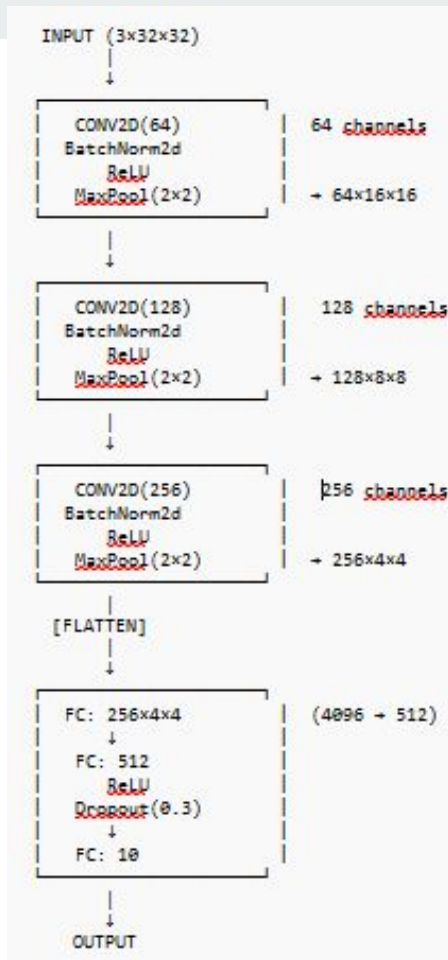 INPUT (3×32×32)
CONV2D(64) 64 channels
BatchNorm2d
ReLU
MaxPool(2×2) → 64×16×16
CONV2D(128) 128 channels
BatchNorm2d
ReLU
MaxPool(2×2) → 128×8×8
CONV2D(256) 256 channels
BatchNorm2d
ReLU
MaxPool(2×2) → 256×4×4
[FLATTEN]
FC: 256×4×4 (4096 → 512)
FC: 512
ReLU
Dropout(0.3)
FC: 10
OUTPUT